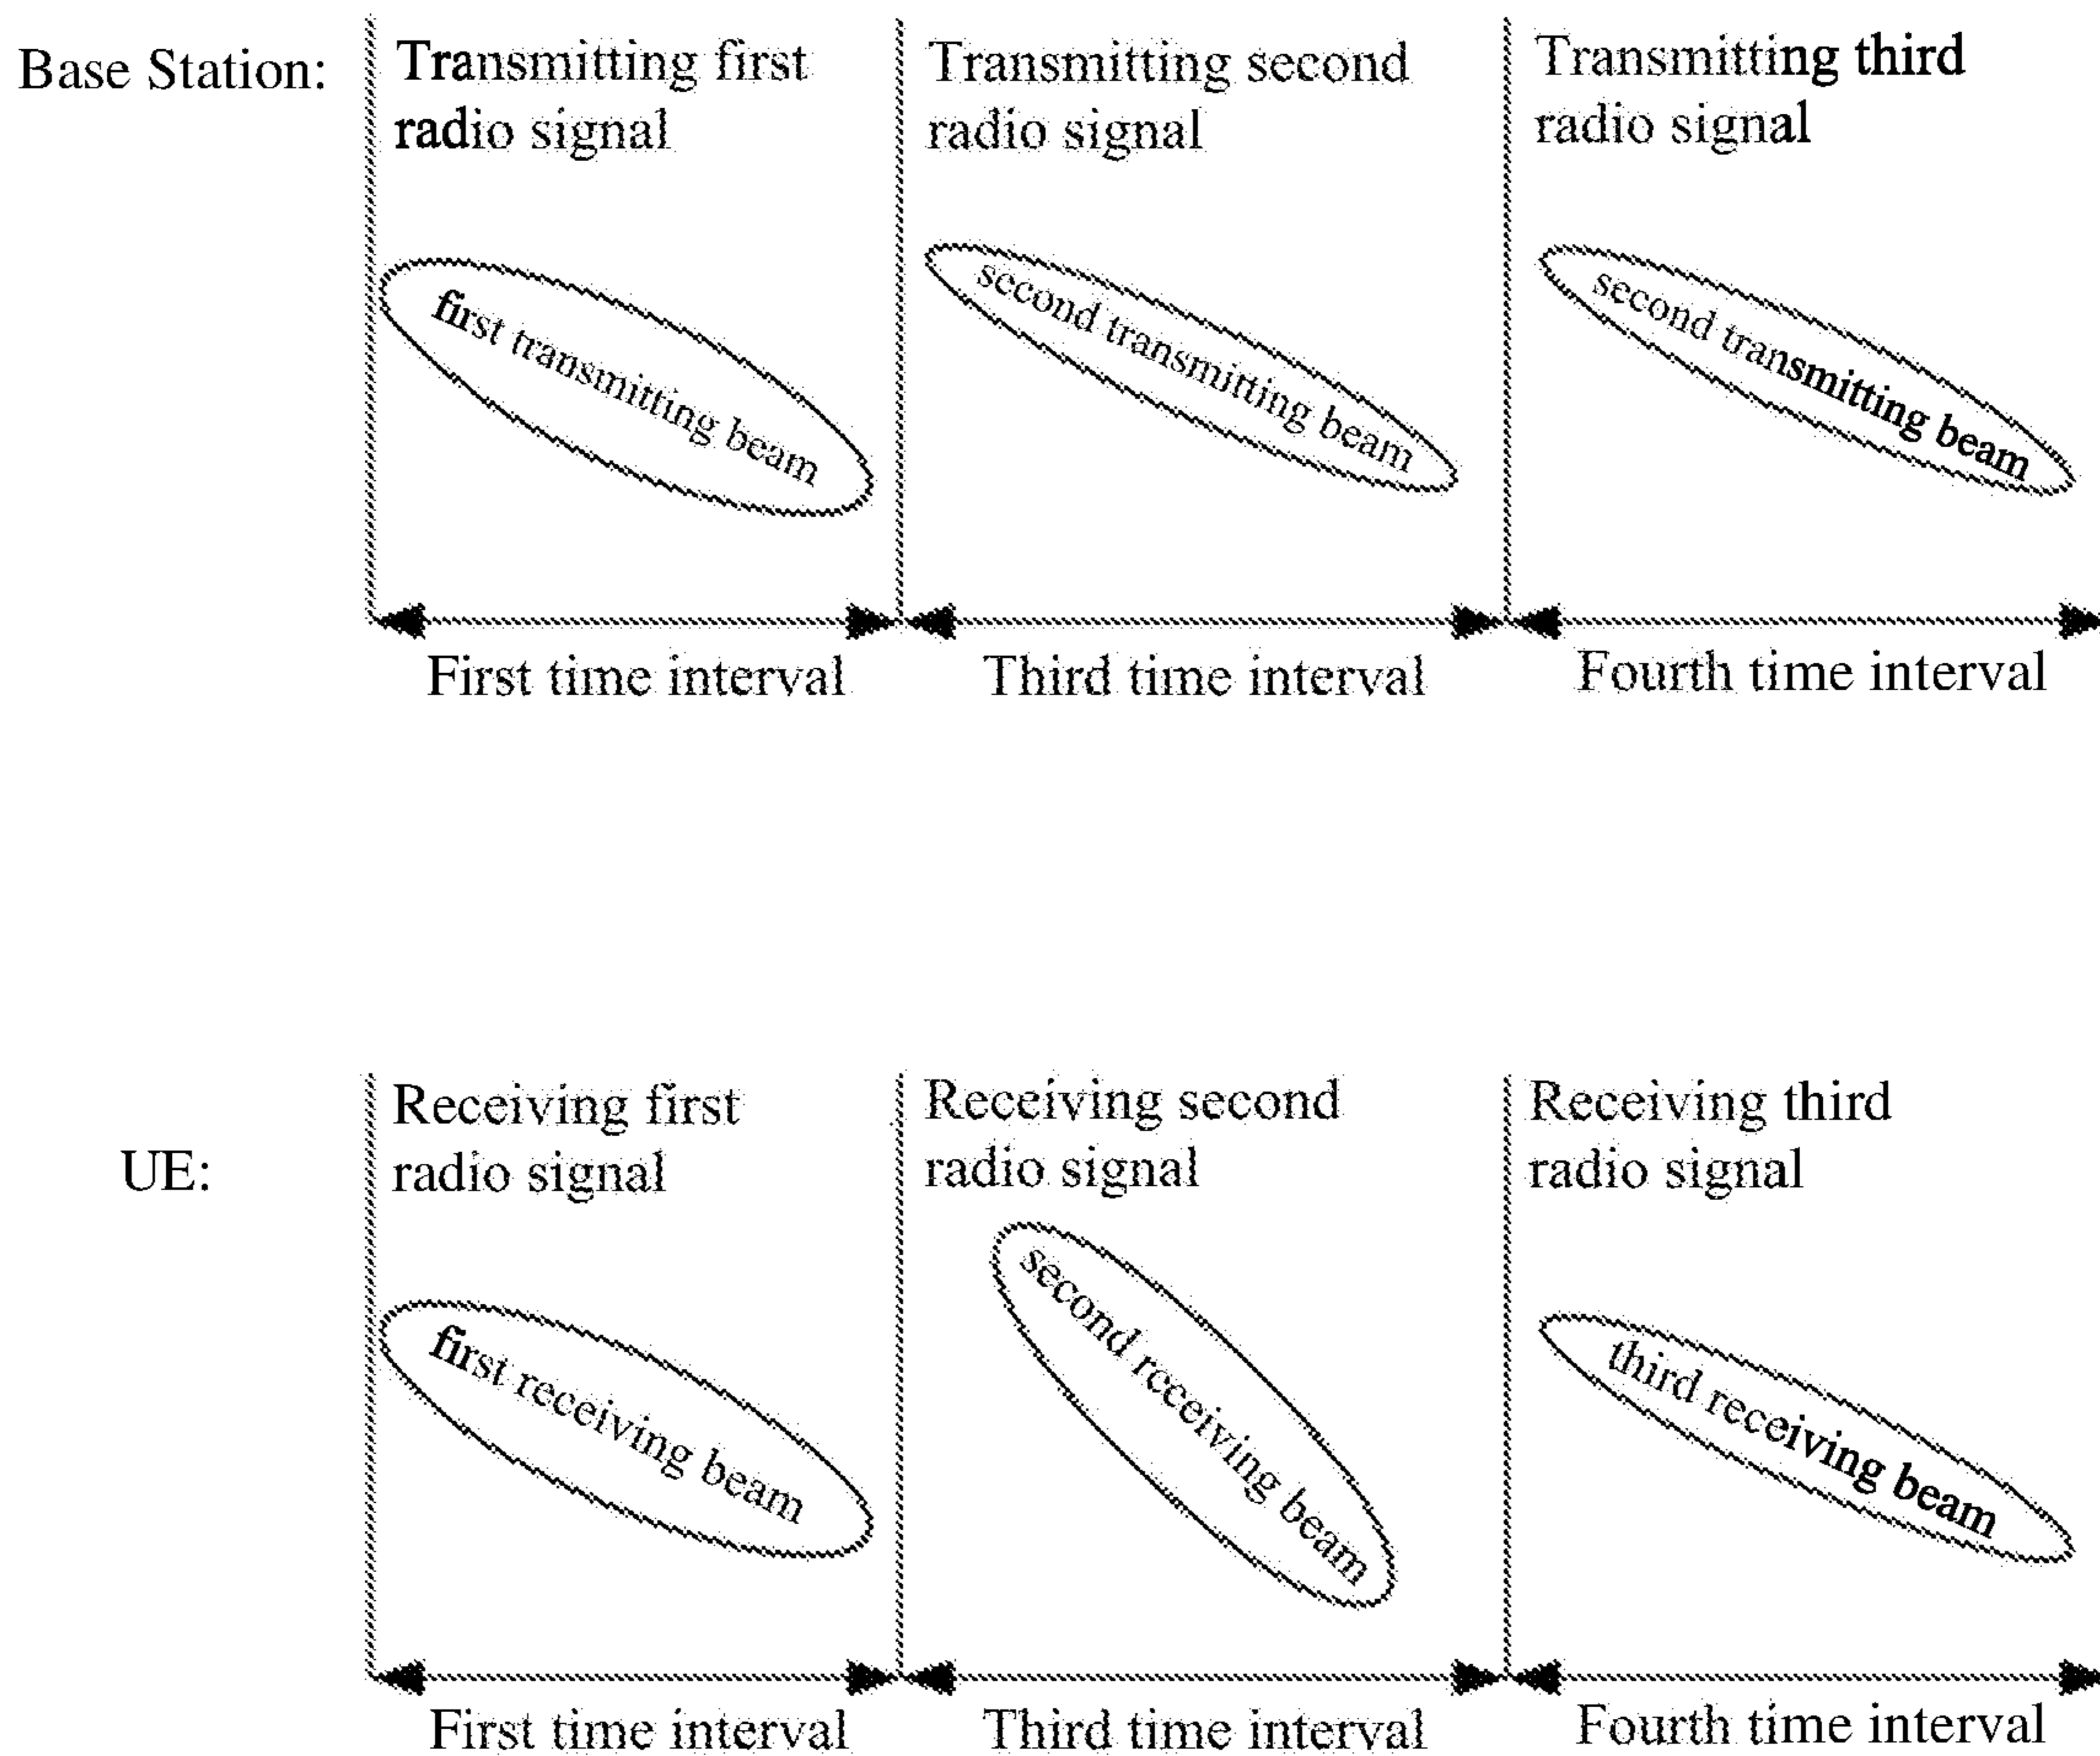 Base Station:
Transmitting first
radio signal
Transmitting second
radio signal
Transmitting third
radio signal
first transmitting beam
second transmitting beam
second transmitting beam
First time interval
Third time interval
Fourth time interval
UE:
Receiving first
radio signal
Receiving second
radio signal
Receiving third
radio signal
first receiving beam
second receiving beam
third receiving beam
First time interval
Third time interval
Fourth time interval